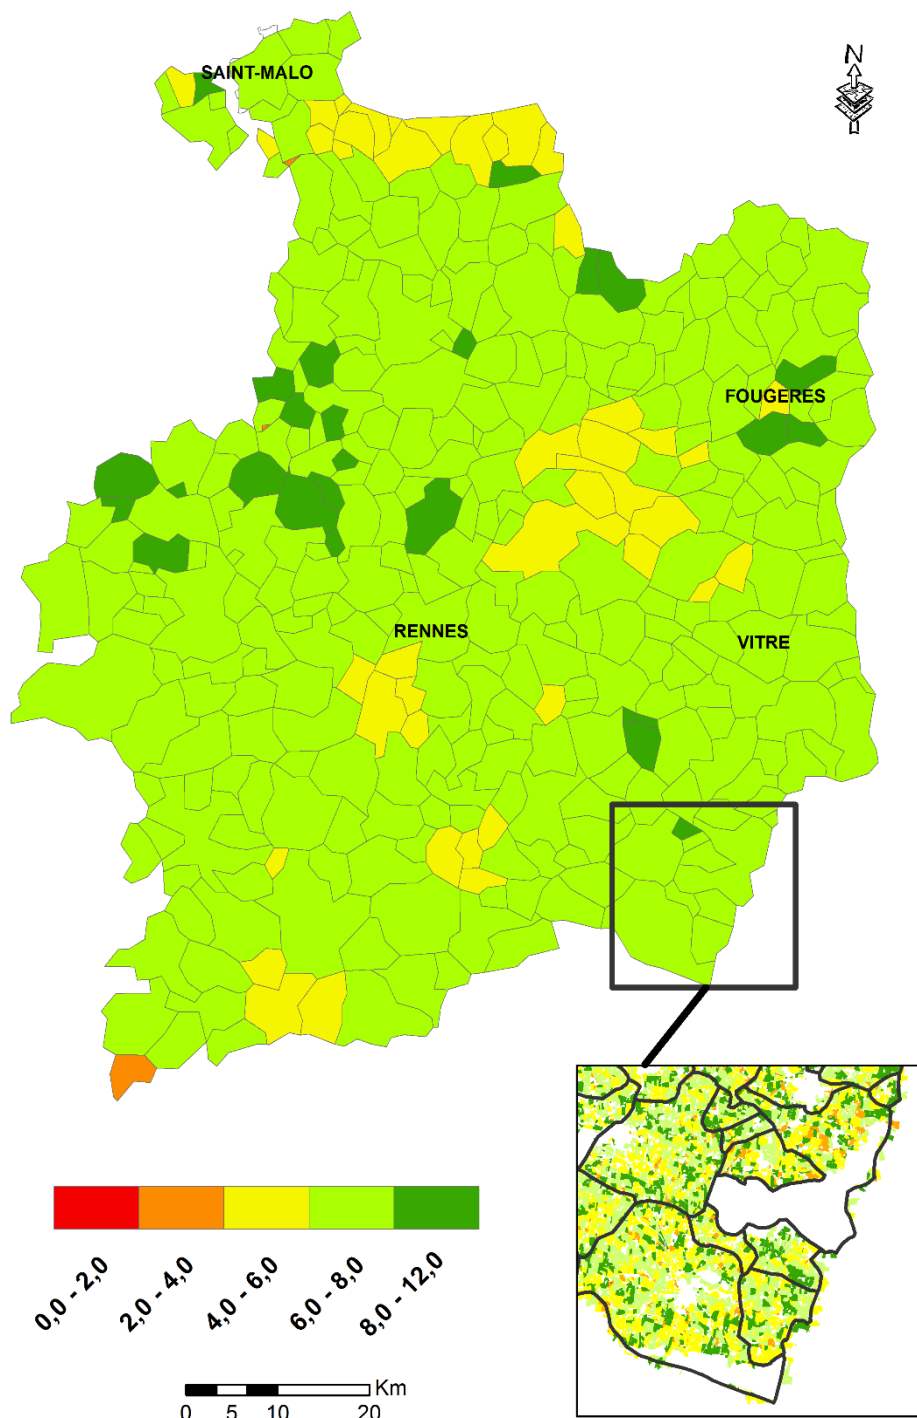 N
SAINT-MALO
FOUGERES
RENNES
VITRE
0,0 - 2,0
2,0 - 4,0
4,0 - 6,0
6,0 - 8,0
8,0 - 12,0
Km
0 5 10 20